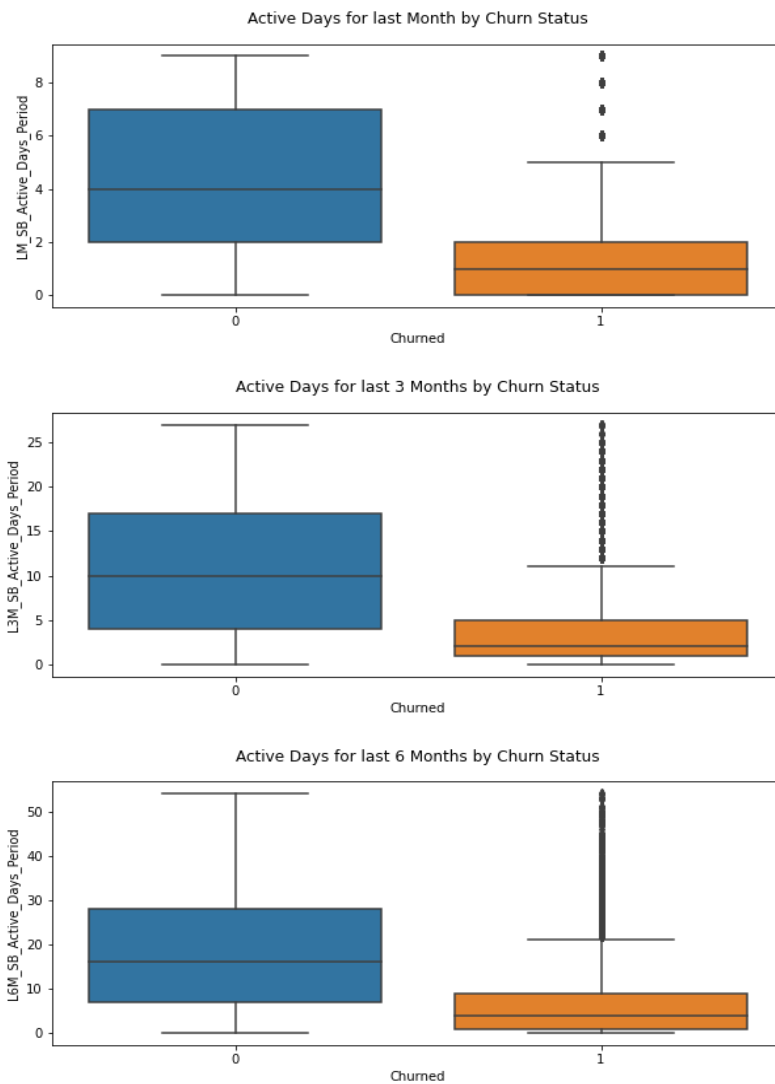 Active Days for last Month by Churn Status
LM_SB_Active_Days_Period
8
6
4
2
0
0
1
Churned
Active Days for last 3 Months by Churn Status
L3M_SB_Active_Days_Period
25
20
15
10
5
0
0
1
Churned
Active Days for last 6 Months by Churn Status
L6M_SB_Active_Days_Period
50
40
30
20
10
0
0
1
Churned